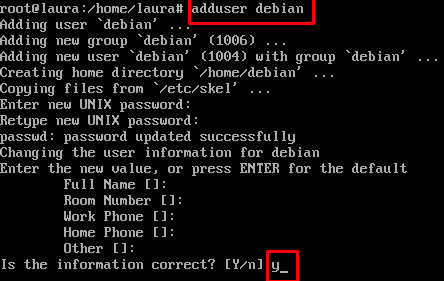 root@laura:/home/laura# adduser debian
Adding user `debian' ...
Adding new group `debian' (1006) ...
Adding new user `debian' (1004) with group `debian' ...
Creating home directory `/home/debian' ...
Copying files from `/etc/skel' ...
Enter new UNIX password:
Retype new UNIX password:
passwd: password updated successfully
Changing the user information for debian
Enter the new value, or press ENTER for the default
Full Name []:
Room Number []:
Work Phone []:
Home Phone []:
Other []:
Is the information correct? [Y/n] y_